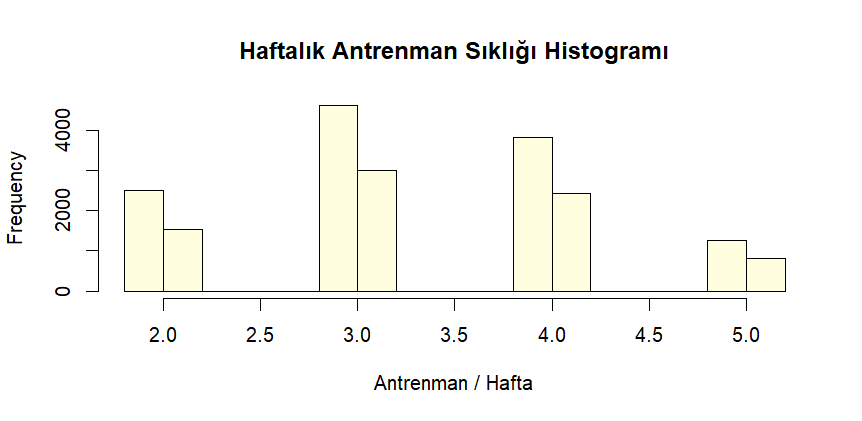 Haftalık Antrenman Sıklığı Histogramı
Frequency
4000
2000
0
2.0 2.5 3.0 3.5 4.0 4.5 5.0
Antrenman / Hafta